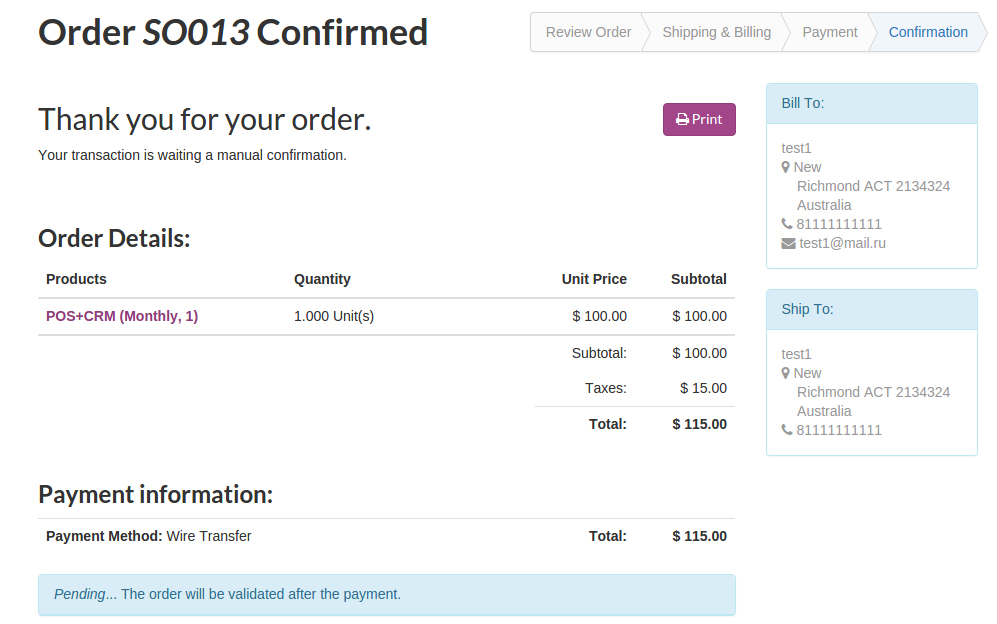 Order SO013 Confirmed
Review Order Shipping & Billing Payment Confirmation
Thank you for your order.
Print
Your transaction is waiting a manual confirmation.
Order Details:
Products Quantity Unit Price Subtotal
POS+CRM (Monthly, 1) 1.000 Unit(s) $ 100.00 $ 100.00
Subtotal: $ 100.00
Taxes: $ 15.00
Total: $ 115.00
Payment information:
Payment Method: Wire Transfer Total: $ 115.00
Pending... The order will be validated after the payment.
Bill To:
test1
New
Richmond ACT 2134324
Australia
81111111111
test1@mail.ru
Ship To:
test1
New
Richmond ACT 2134324
Australia
81111111111